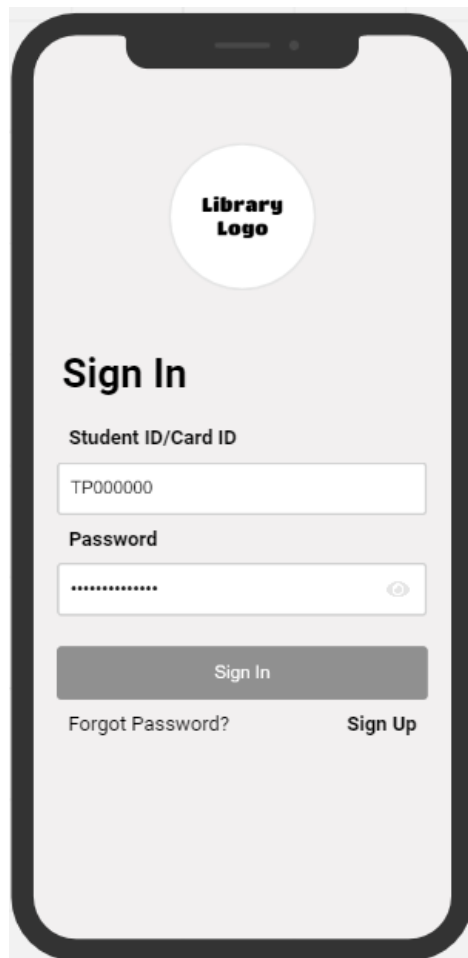 Library
Logo
Sign In
Student ID/Card ID
TP000000
Password
••••••••••••••
Sign In
Forgot Password? Sign Up